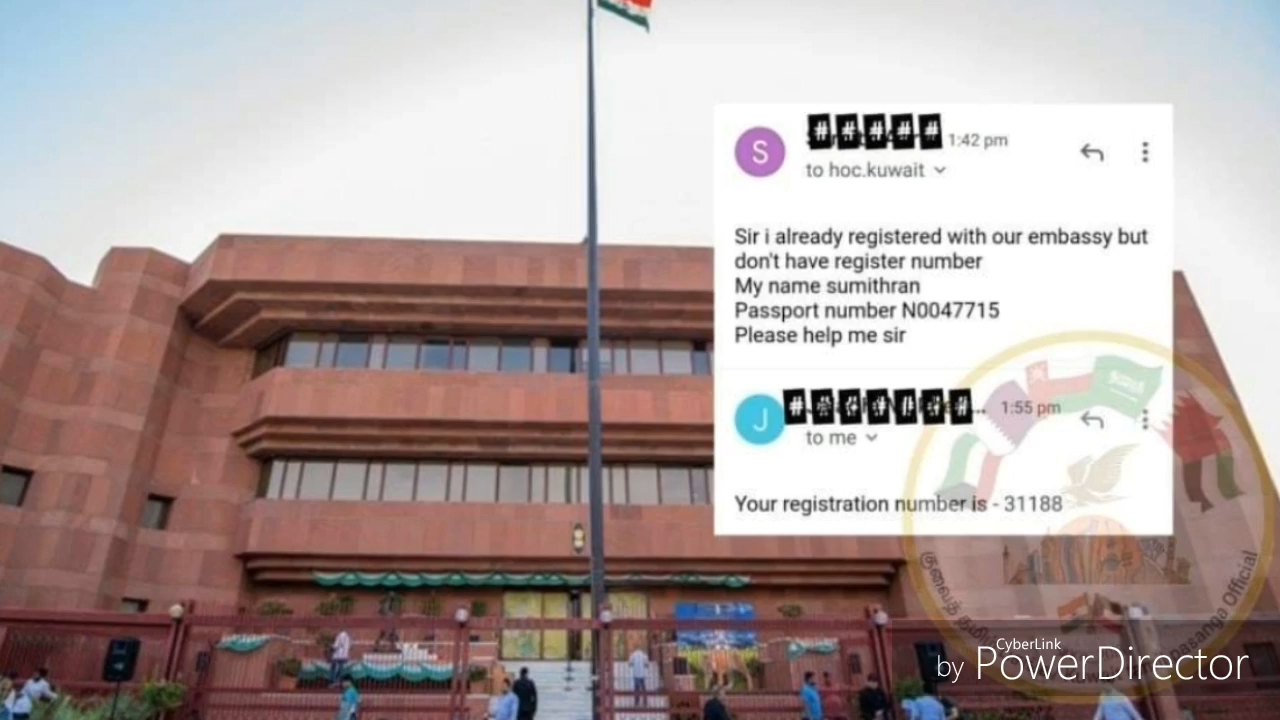 S
#####
1:42 pm
to hoc.kuwait
Sir i already registered with our embassy but
don't have register number
My name sumithran
Passport number N0047715
Please help me sir
J
#######... 1:55 pm
to me
Your registration number is - 31188
Official
CyberLink
by PowerDirector